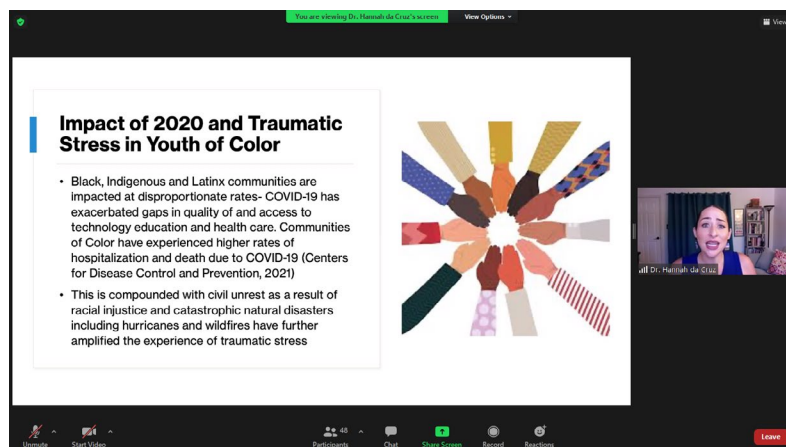 You are viewing Dr. Hannah da Cruz's screen
View Options
View
Impact of 2020 and Traumatic
Stress in Youth of Color
• Black, Indigenous and Latinx communities are
impacted at disproportionate rates- COVID-19 has
exacerbated gaps in quality of and access to
technology education and health care. Communities
of Color have experienced higher rates of
hospitalization and death due to COVID-19 (Centers
for Disease Control and Prevention, 2021)
• This is compounded with civil unrest as a result of
racial injustice and catastrophic natural disasters
including hurricanes and wildfires have further
amplified the experience of traumatic stress
Dr. Hannah da Cruz
48
Unmute
Start Video
Participants
Chat
Share Screen
Record
Reactions
Leave